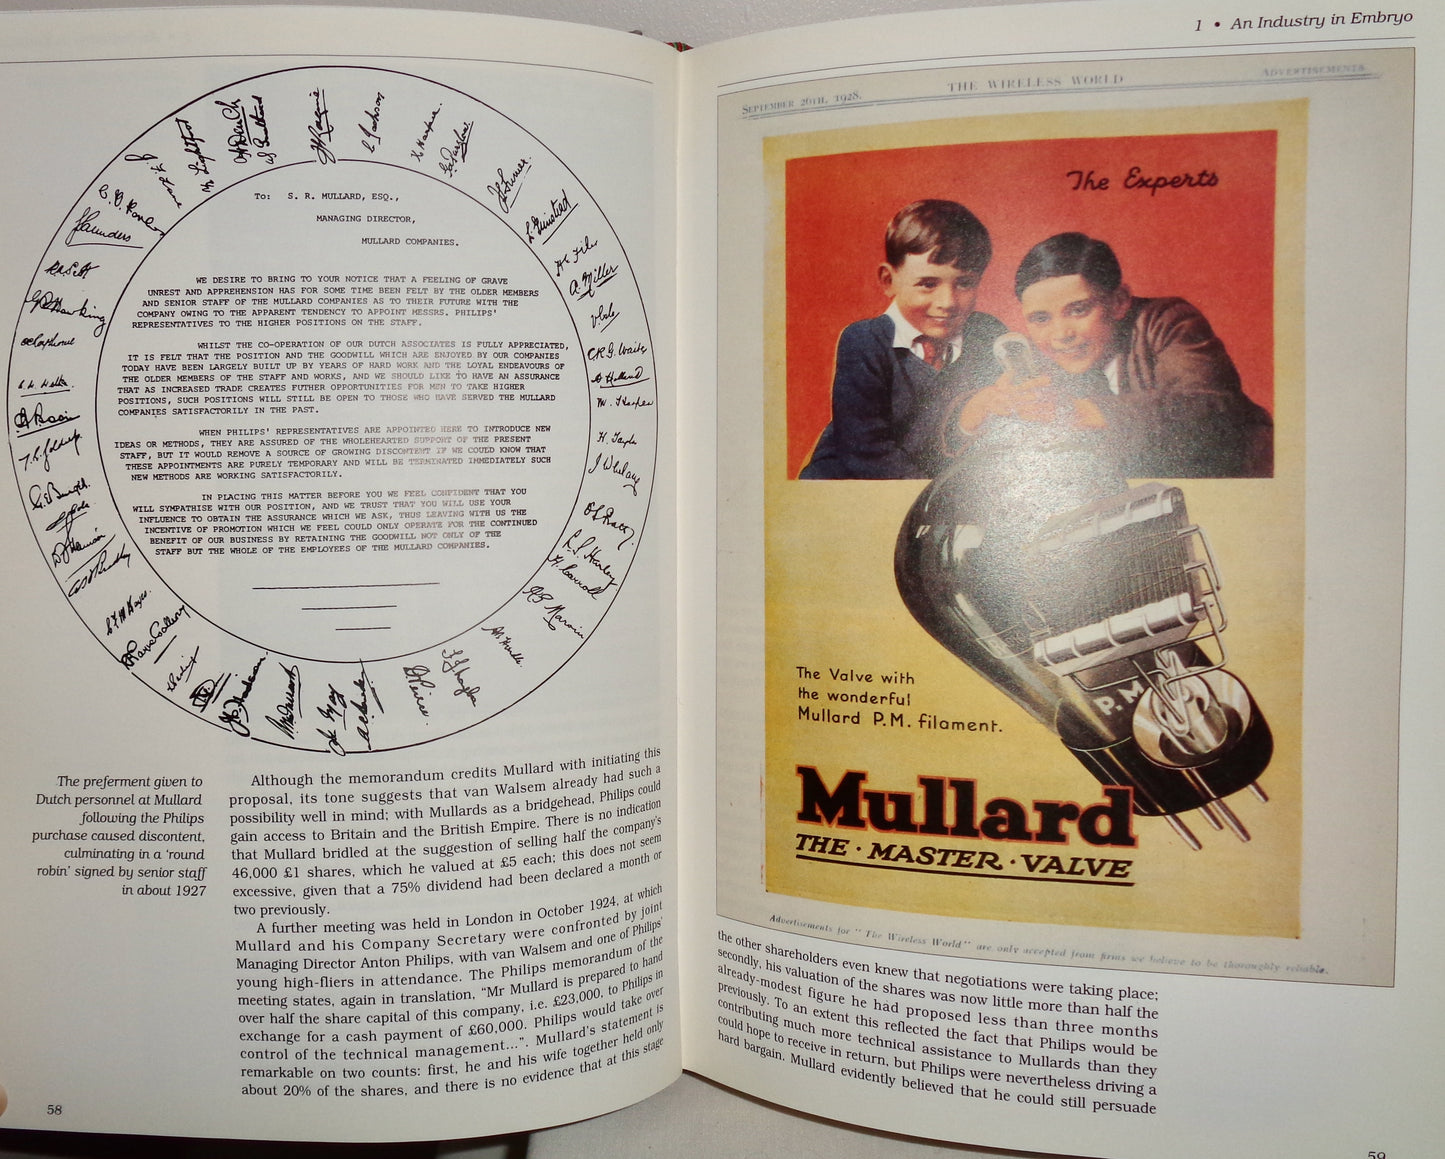 TO: S. R. MULLARD, ESQ.,
MANAGING DIRECTOR,
MULLARD COMPANIES.
WE DESIRE TO BRING TO YOUR NOTICE THAT A FEELING OF GRAVE
UNREST AND APPREHENSION HAS FOR SOME TIME BEEN FELT BY THE OLDER MEMBERS
AND SENIOR STAFF OF THE MULLARD COMPANIES AS TO THEIR FUTURE WITH THE
COMPANY OWING TO THE APPARENT TENDENCY TO APPOINT MESSRS. PHILIPS'
REPRESENTATIVES TO THE HIGHER POSITIONS ON THE STAFF.
WHILST THE CO-OPERATION OF OUR DUTCH ASSOCIATES IS FULLY APPRECIATED,
IT IS FELT THAT THE POSITION AND THE GOODWILL WHICH ARE ENJOYED BY OUR COMPANIES
TODAY HAVE BEEN LARGELY BUILT UP BY YEARS OF HARD WORK AND THE LOYAL ENDEAVOURS OF
THE OLDER MEMBERS OF THE STAFF AND WORKS, AND WE SHOULD LIKE TO HAVE AN ASSURANCE
THAT AS INCREASED TRADE CREATES FUTHER OPPORTUNITIES FOR MEN TO TAKE HIGHER
POSITIONS, SUCH POSITIONS WILL STILL BE OPEN TO THOSE WHO HAVE SERVED THE MULLARD
COMPANIES SATISFACTORILY IN THE PAST.
WHEN PHILIPS' REPRESENTATIVES ARE APPOINTED HERE TO INTRODUCE NEW
IDEAS OR METHODS, THEY ARE ASSURED OF THE WHOLEHEARTED SUPPORT OF THE PRESENT
STAFF, BUT IT WOULD REMOVE A SOURCE OF GROWING DISCONTENT IF WE COULD KNOW THAT
THESE APPOINTMENTS ARE PURELY TEMPORARY AND WILL BE TERMINATED IMMEDIATELY SUCH
NEW METHODS ARE WORKING SATISFACTORILY.
IN PLACING THIS MATTER BEFORE YOU WE FEEL CONFIDENT THAT YOU
WILL SYMPATHISE WITH OUR POSITION, AND WE TRUST THAT YOU WILL USE YOUR
INFLUENCE TO OBTAIN THE ASSURANCE WHICH WE ASK, THUS LEAVING WITH US THE
INCENTIVE OF PROMOTION WHICH WE FEEL COULD ONLY OPERATE FOR THE CONTINUED
BENEFIT OF OUR BUSINESS BY RETAINING THE GOODWILL NOT ONLY OF THE
STAFF BUT THE WHOLE OF THE EMPLOYEES OF THE MULLARD COMPANIES.
The preferment given to
Dutch personnel at Mullard
following the Philips
purchase caused discontent,
culminating in a 'round
robin' signed by senior staff
in about 1927
Although the memorandum credits Mullard with initiating this
proposal, its tone suggests that van Walsem already had such a
possibility well in mind; with Mullards as a bridgehead, Philips could
gain access to Britain and the British Empire. There is no indication
that Mullard bridled at the suggestion of selling half the company's
46,000 £1 shares, which he valued at £5 each; this does not seem
excessive, given that a 75% dividend had been declared a month or
two previously.
A further meeting was held in London in October 1924, at which
Mullard and his Company Secretary were confronted by joint
Managing Director Anton Philips, with van Walsem and one of Philips'
young high-fliers in attendance. The Philips memorandum of the
meeting states, again in translation, "Mr Mullard is prepared to hand
over half the share capital of this company, i.e. £23,000, to Philips in
exchange for a cash payment of £60,000. Philips would take over
control of the technical management...". Mullard's statement is
remarkable on two counts: first, he and his wife together held only
about 20% of the shares, and there is no evidence that at this stage
58
1 • An Industry in Embryo
SEPTEMBER 26TH, 1928. THE WIRELESS WORLD ADVERTISEMENTS.
The Experts
P.M
The Valve with
the wonderful
Mullard P.M. filament.
Mullard
THE · MASTER · VALVE
Advertisements for "The Wireless World" are only accepted from firms we believe to be thoroughly reliable.
the other shareholders even knew that negotiations were taking place;
secondly, his valuation of the shares was now little more than half the
already-modest figure he had proposed less than three months
previously. To an extent this reflected the fact that Philips would be
contributing much more technical assistance to Mullards than they
could hope to receive in return, but Philips were nevertheless driving a
hard bargain. Mullard evidently believed that he could still persuade
59